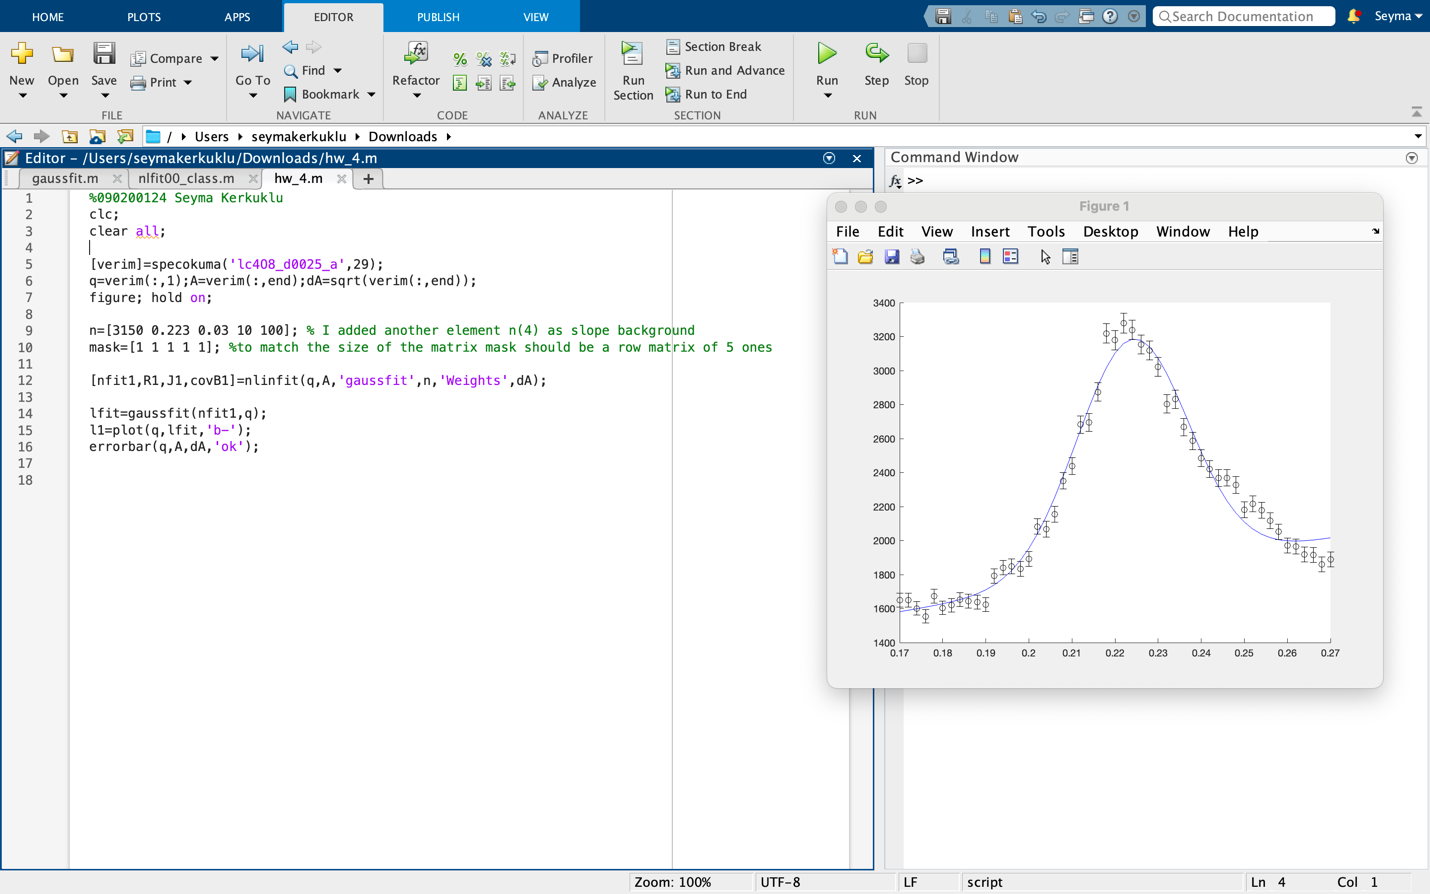 HOME PLOTS APPS EDITOR PUBLISH VIEW Search Documentation Seyma
New Open Save Compare Print Go To Find Bookmark Refactor Profiler Analyze Run Section Section Break Run and Advance Run to End Run Step Stop
FILE NAVIGATE CODE ANALYZE SECTION RUN
/ Users seymakerkuklu Downloads
Editor - /Users/seymakerkuklu/Downloads/hw_4.m
gaussfit.m nlfit00_class.m hw_4.m +
1 %090200124 Seyma Kerkuklu
2 clc;
3 clear all;
4
5 [verim]=specokuma('lc4O8_d0025_a',29);
6 q=verim(:,1);A=verim(:,end);dA=sqrt(verim(:,end));
7 figure; hold on;
8
9 n=[3150 0.223 0.03 10 100]; % I added another element n(4) as slope background
10 mask=[1 1 1 1 1]; %to match the size of the matrix mask should be a row matrix of 5 ones
11
12 [nfit1,R1,J1,covB1]=nlinfit(q,A,'gaussfit',n,'Weights',dA);
13
14 lfit=gaussfit(nfit1,q);
15 l1=plot(q,lfit,'b-');
16 errorbar(q,A,dA,'ok');
17
18
Command Window
fx >>
Figure 1
File Edit View Insert Tools Desktop Window Help
3400
3200
3000
2800
2600
2400
2200
2000
1800
1600
1400
0.17 0.18 0.19 0.2 0.21 0.22 0.23 0.24 0.25 0.26 0.27
Zoom: 100% UTF-8 LF script Ln 4 Col 1